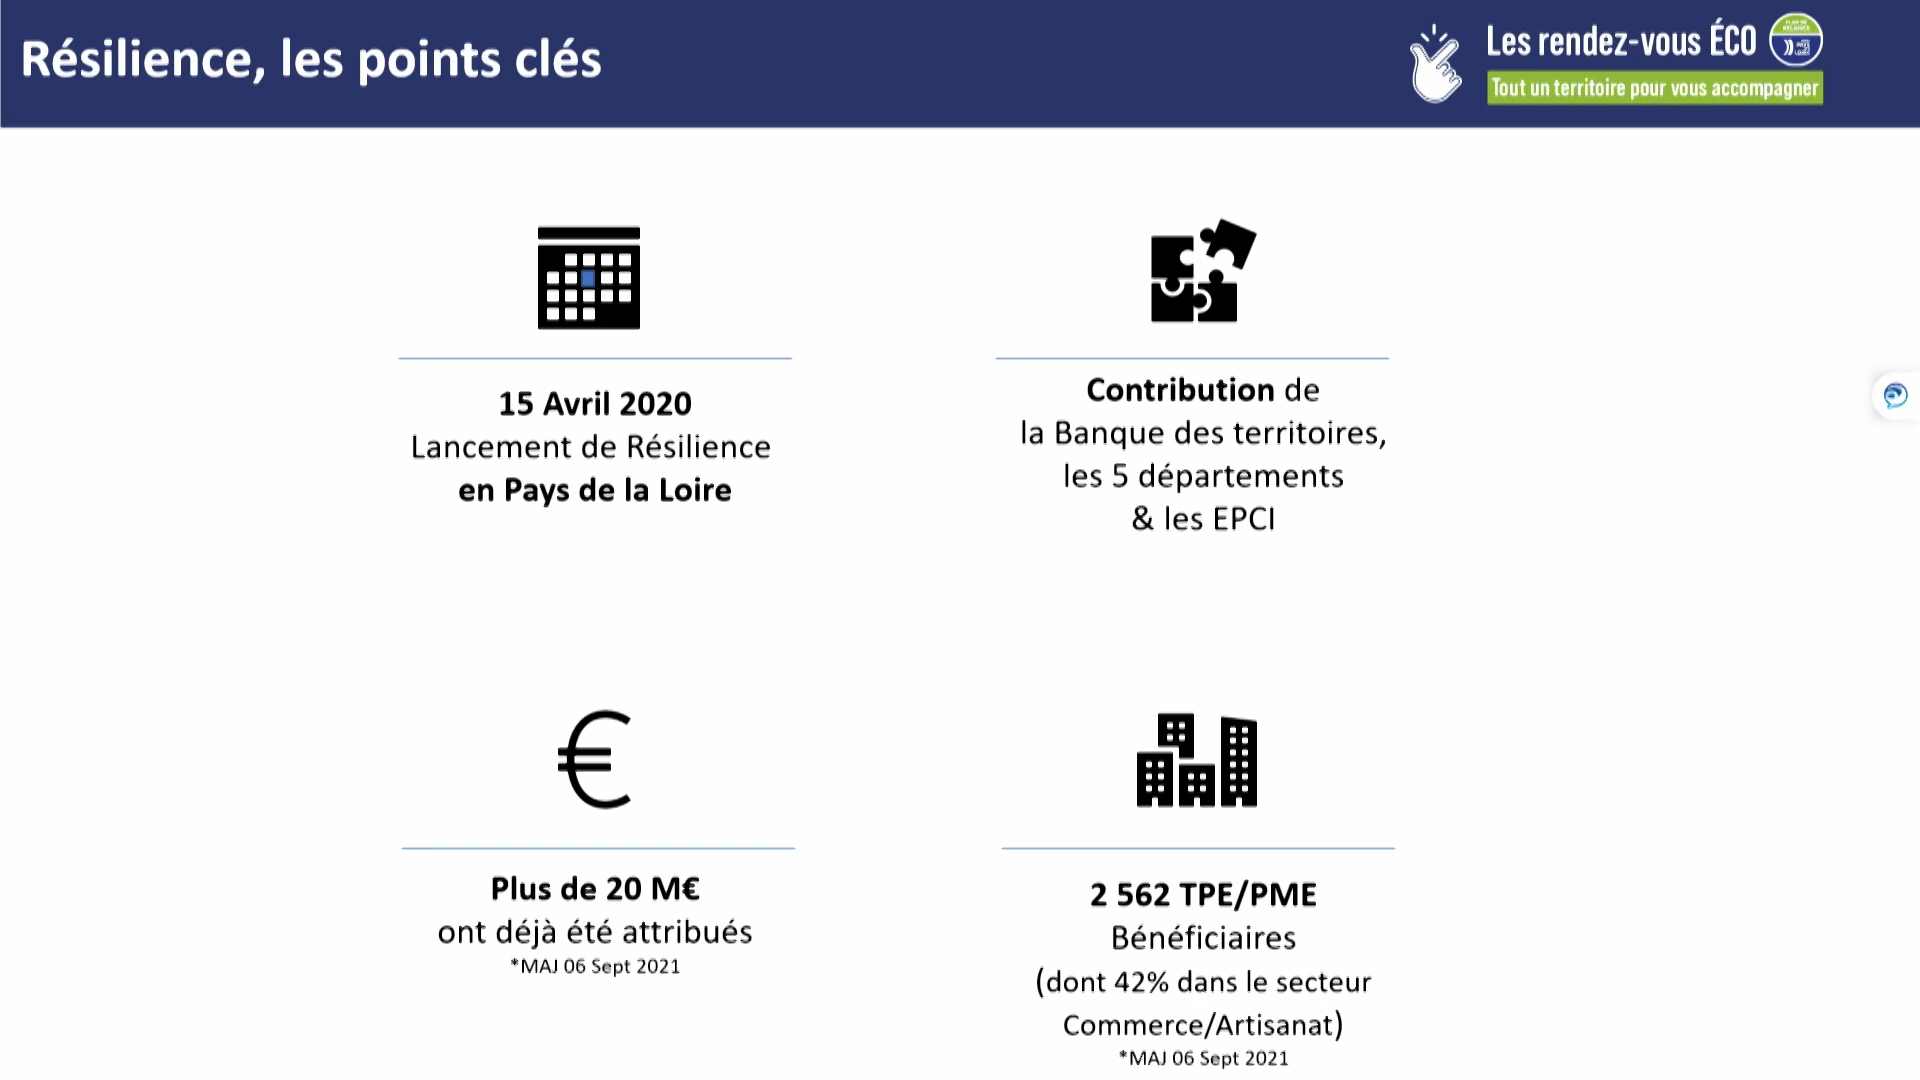 Résilience, les points clés
Les rendez-vous ÉCO
PLAN DE
RELANCE
Tout un territoire pour vous accompagner
15 Avril 2020
Lancement de Résilience
en Pays de la Loire
Contribution de
la Banque des territoires,
les 5 départements
& les EPCI
Plus de 20 M€
ont déjà été attribués
*MAJ 06 Sept 2021
2 562 TPE/PME
Bénéficiaires
(dont 42% dans le secteur
Commerce/Artisanat)
*MAJ 06 Sept 2021